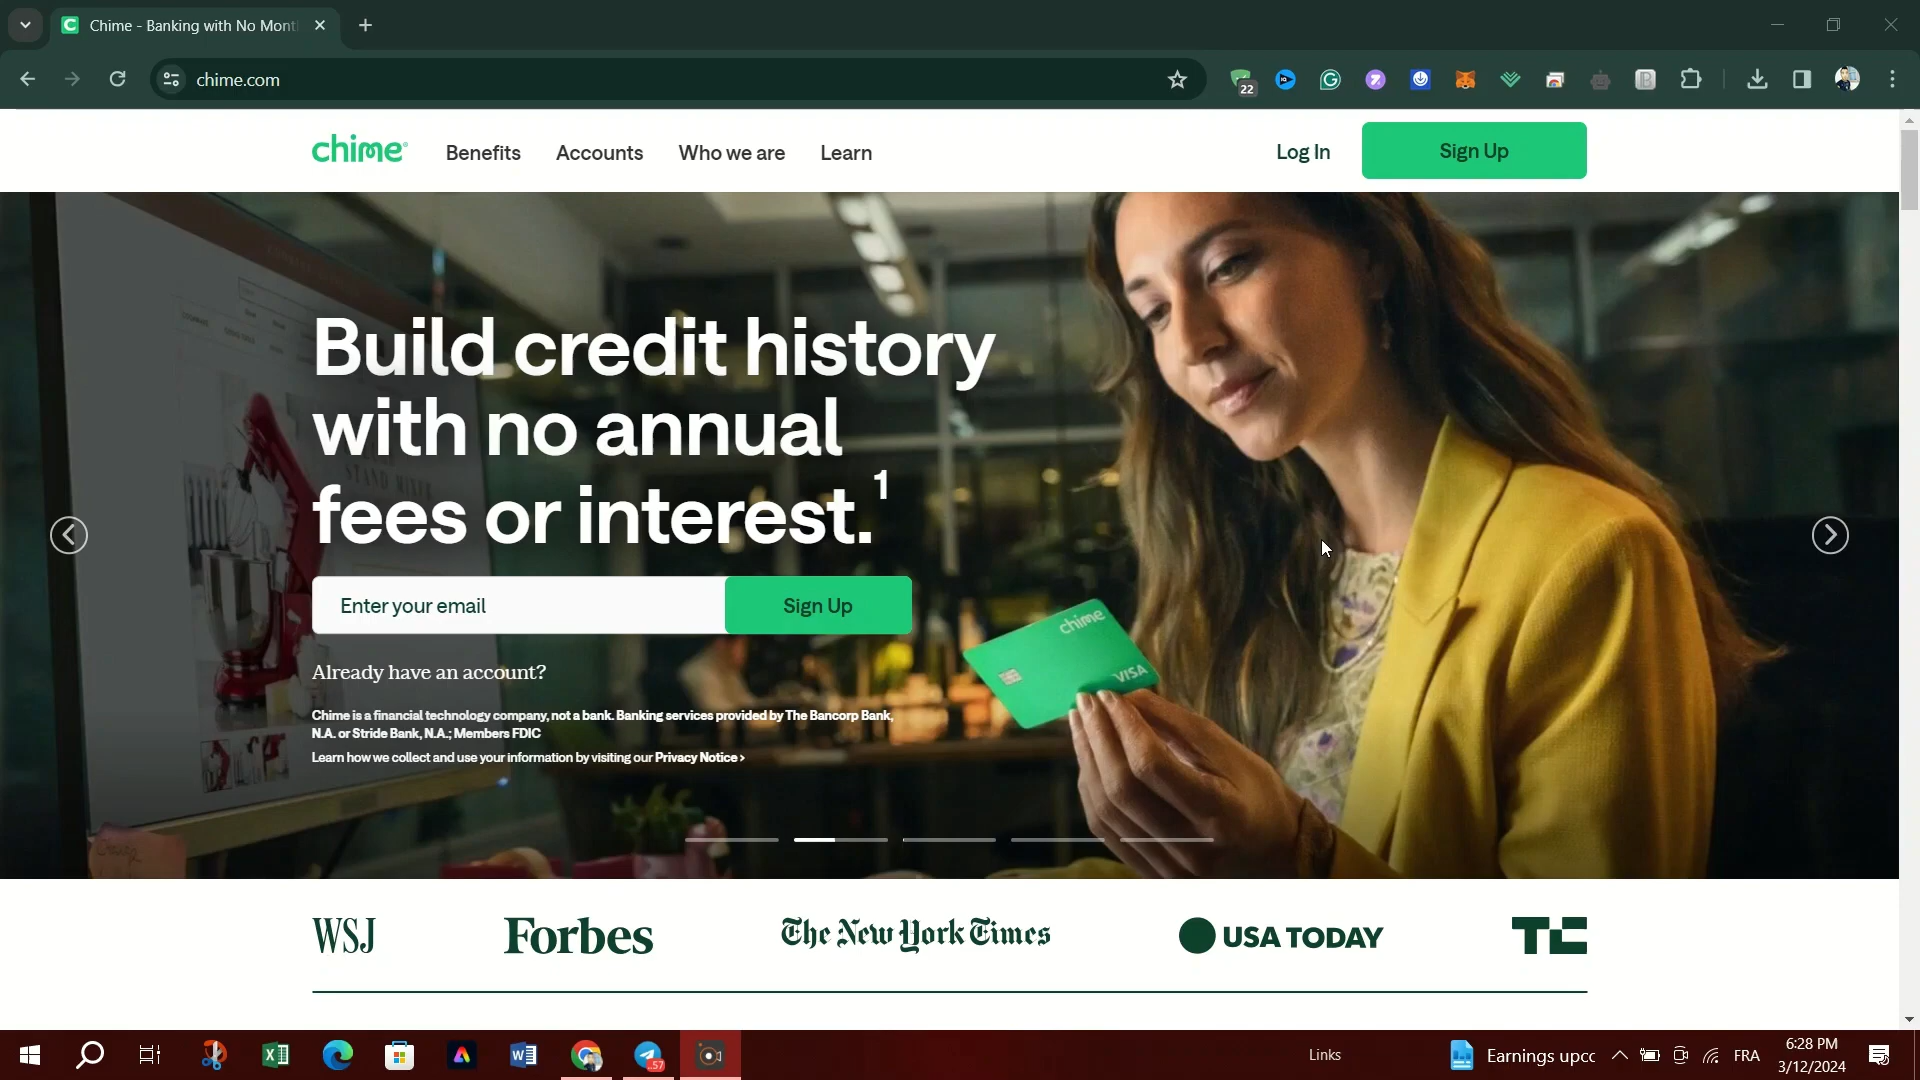 Chime - Banking with No Mont
chime.com
22
chime
Benefits
Accounts
Who we are
Learn
Log In
Sign Up
Build credit history
with no annual
fees or interest.1
Enter your email
Sign Up
Already have an account?
Chime is a financial technology company, not a bank. Banking services provided by The Bancorp Bank,
N.A. or Stride Bank, N.A.; Members FDIC
Learn how we collect and use your information by visiting our Privacy Notice >
chime
VISA
STAND MIXER
WSJ
Forbes
The New York Times
USA TODAY
TC
57
Links
Earnings upcc
FRA
6:28 PM
3/12/2024